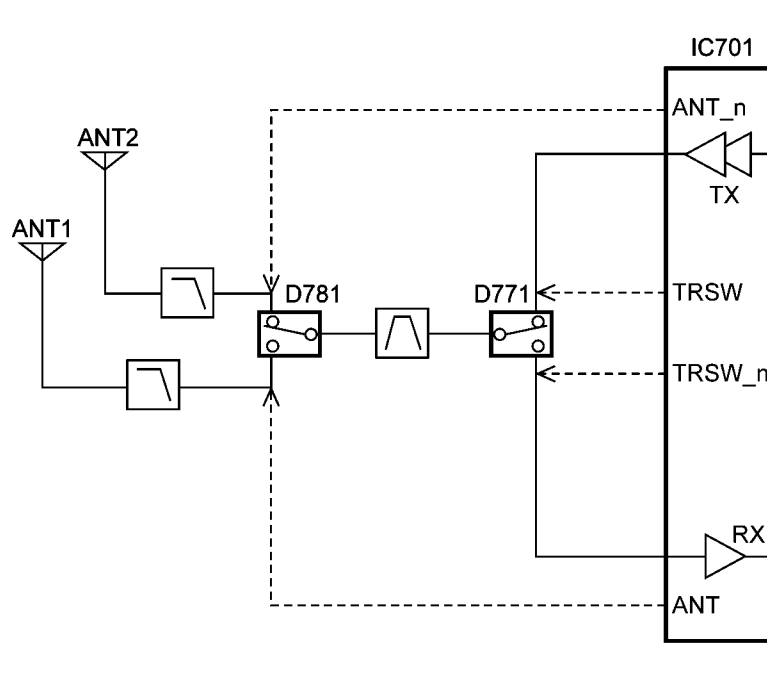 IC701
ANT_n
ANT2
TX
ANT1
D781
D771
TRSW
TRSW_n
RX
ANT